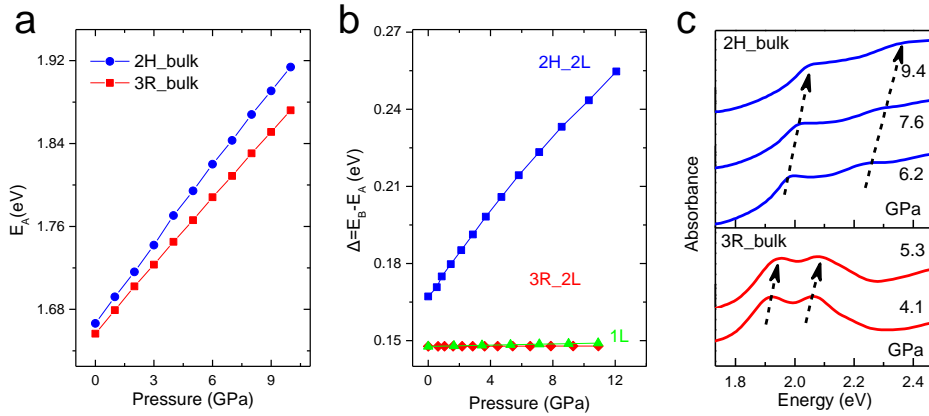 a
E_A(eV)
1.92
1.84
1.76
1.68
2H_bulk
3R_bulk
0
3
6
9
Pressure (GPa)
b
Δ=E_B-E_A (eV)
0.27
0.24
0.21
0.18
0.15
2H_2L
3R_2L
1L
0
4
8
12
Pressure (GPa)
c
Absorbance
2H_bulk
9.4
7.6
6.2
GPa
3R_bulk
5.3
4.1
GPa
1.8
2.0
2.2
2.4
Energy (eV)